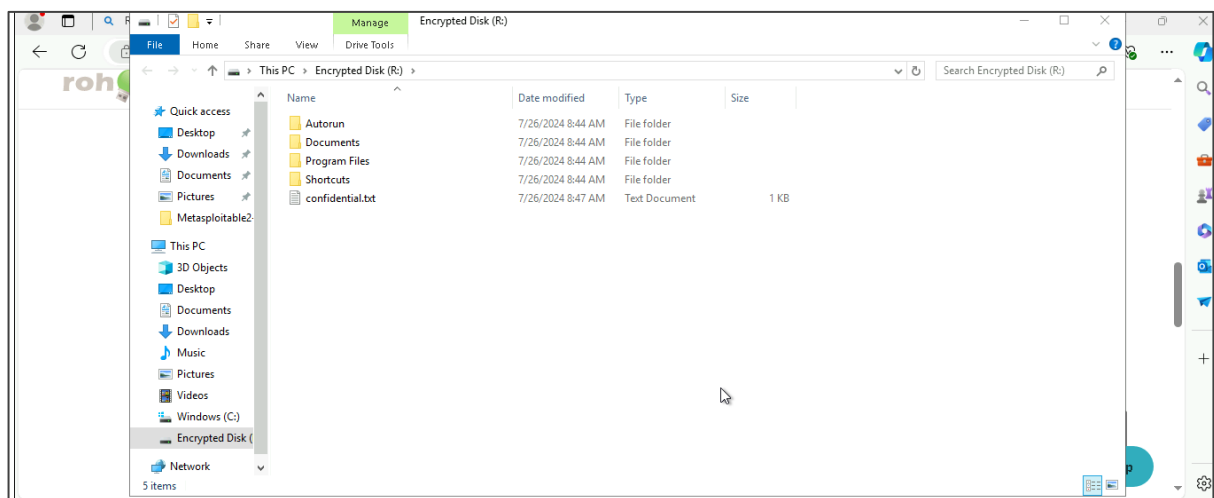 Manage Encrypted Disk (R:)
File Home Share View Drive Tools
This PC > Encrypted Disk (R:) >
Search Encrypted Disk (R:)
roh
Name Date modified Type Size
Quick access
Desktop
Downloads
Documents
Pictures
Metasploitable2-
This PC
3D Objects
Desktop
Documents
Downloads
Music
Pictures
Videos
Windows (C:)
Encrypted Disk (
Network
Autorun 7/26/2024 8:44 AM File folder
Documents 7/26/2024 8:44 AM File folder
Program Files 7/26/2024 8:44 AM File folder
Shortcuts 7/26/2024 8:44 AM File folder
confidential.txt 7/26/2024 8:47 AM Text Document 1 KB
p
5 items